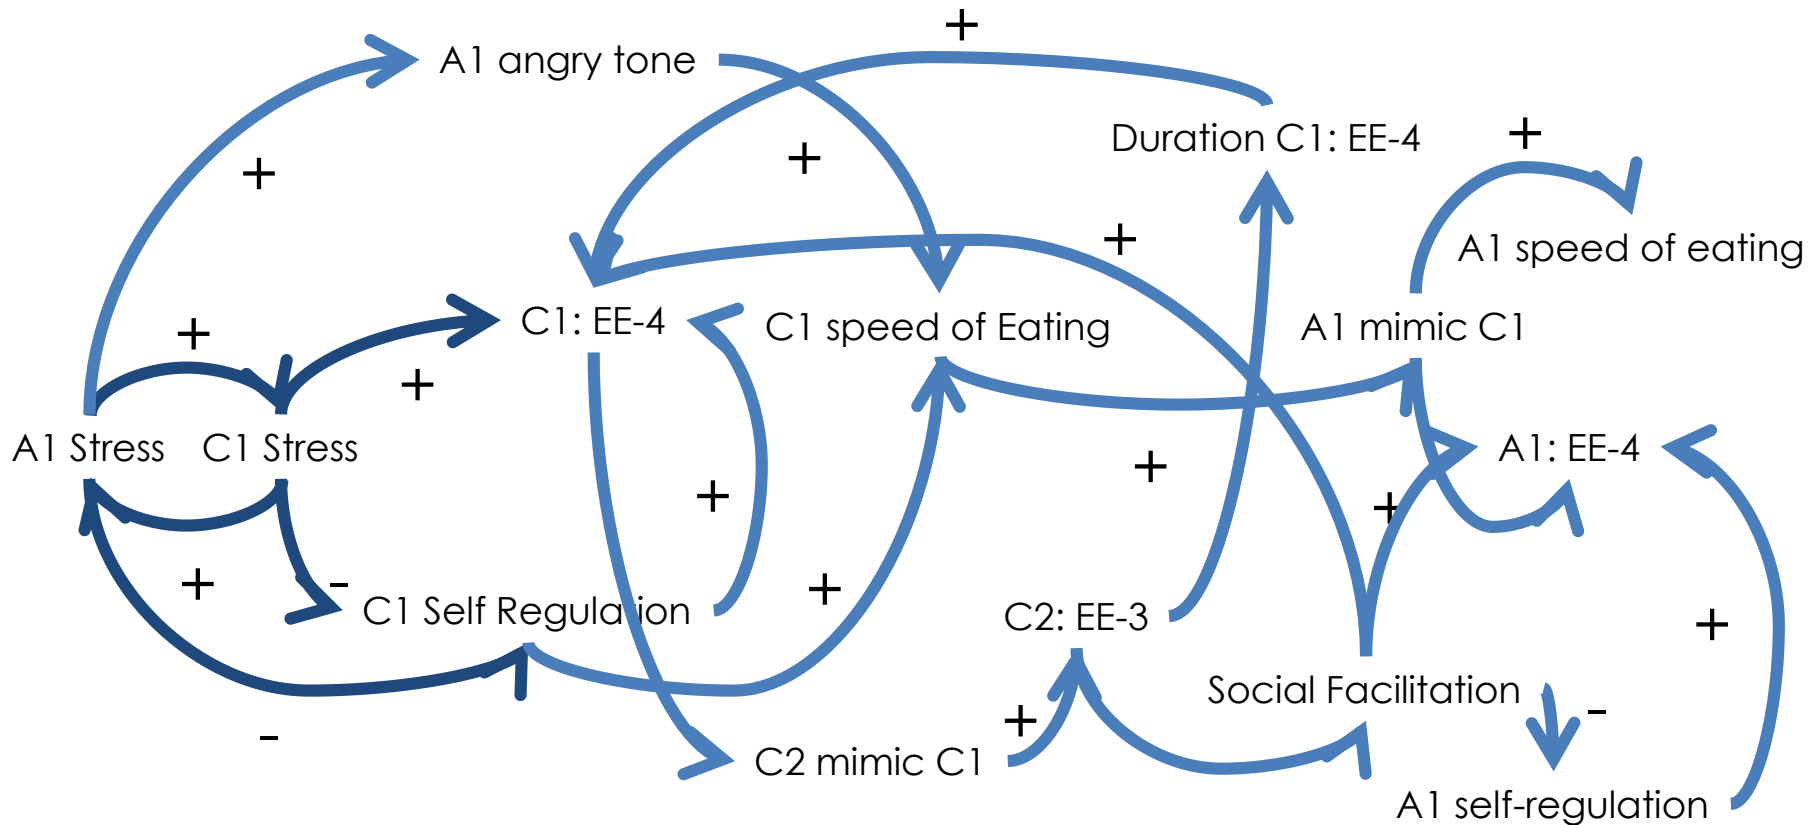 +
A1 angry tone
Duration C1: EE-4
+
+
+
+
A1 speed of eating
C1: EE-4
C1 speed of Eating
A1 mimic C1
+
+
A1 Stress
C1 Stress
A1: EE-4
+
+
+
+
-
+
C1 Self Regulation
C2: EE-3
+
Social Facilitation
-
-
+
C2 mimic C1
A1 self-regulation